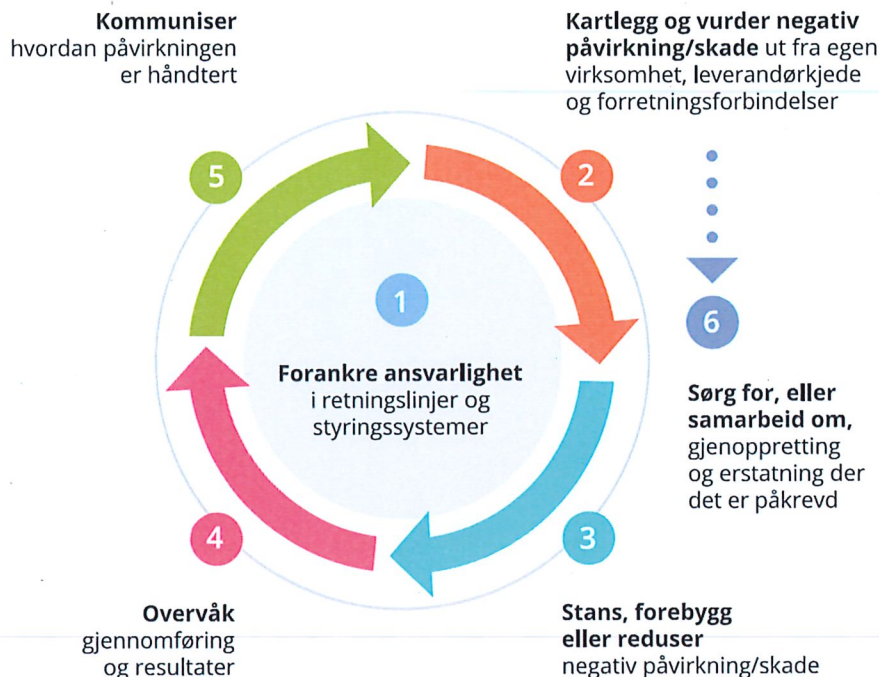 Kommuniser
hvordan påvirkningen
er håndtert
Kartlegg og vurder negativ
påvirkning/skade ut fra egen
virksomhet, leverandørkjede
og forretningsforbindelser
5
2
1
6
Forankre ansvarlighet
i retningslinjer og
styringssystemer
Sørg for, eller
samarbeid om,
gjenoppretting
og erstatning der
det er påkrevd
4
3
Overvåk
gjennomføring
og resultater
Stans, forebygg
eller reduser
negativ påvirkning/skade